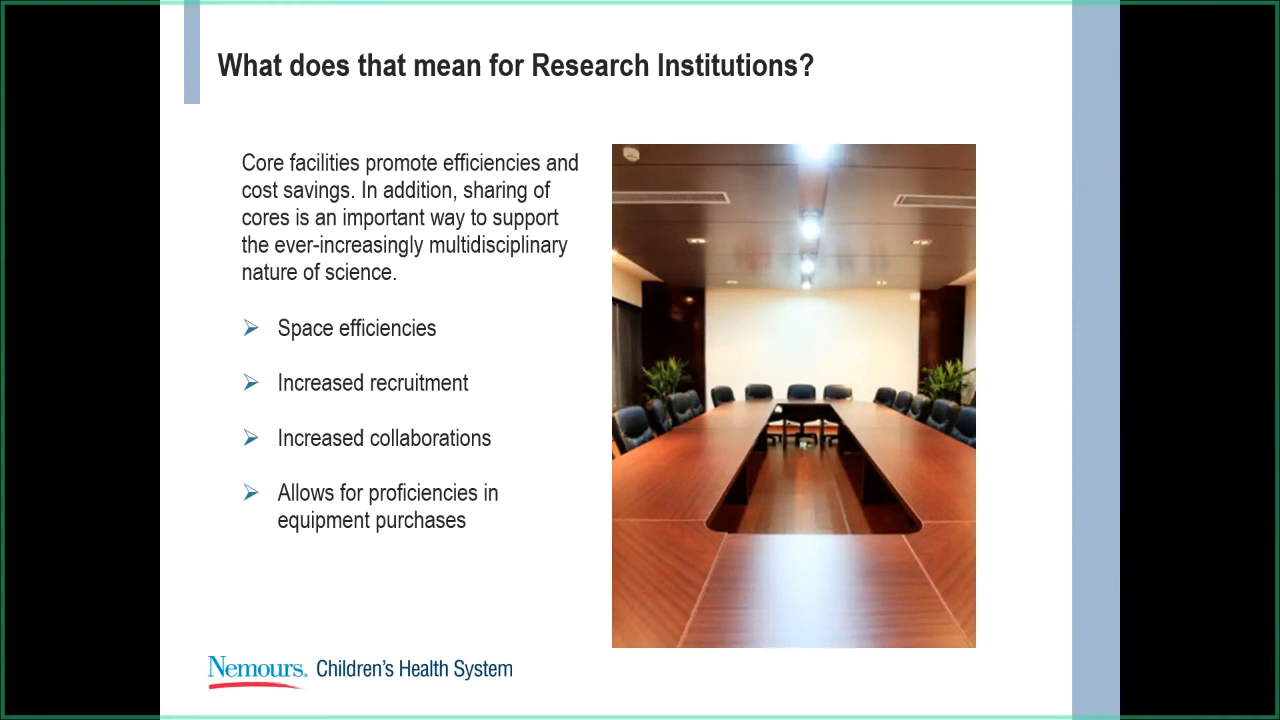 What does that mean for Research Institutions?
Core facilities promote efficiencies and
cost savings. In addition, sharing of
cores is an important way to support
the ever-increasingly multidisciplinary
nature of science.
Space efficiencies
Increased recruitment
Increased collaborations
Allows for proficiencies in
equipment purchases
Nemours. Children's Health System